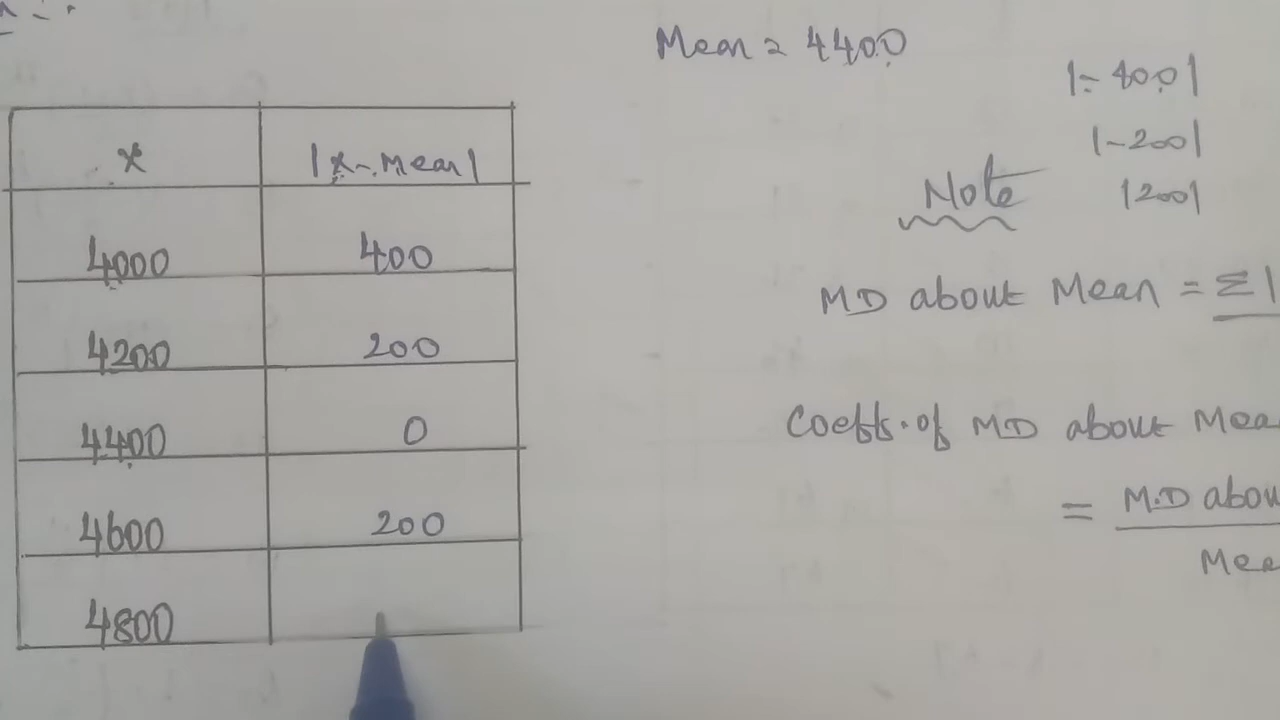 Mean = 4400
|-400|
|-200|
|200|
x |x-Mean|
4000 400
4200 200
4400 0
4600 200
4800
Note
MD about Mean = Σ|
Coeff. of MD about Mea
= M.D abou
Mea